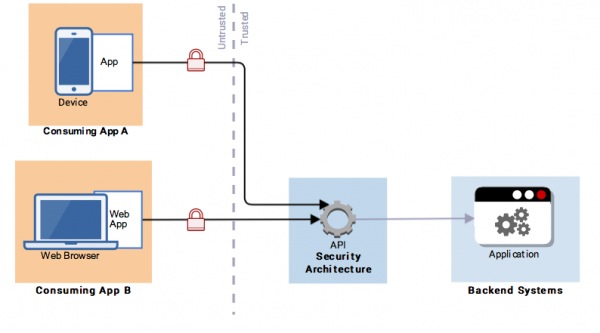 Untrusted
Trusted
App
Device
Consuming App A
Web
App
Web Browser
Consuming App B
API
Security
Architecture
Application
Backend Systems